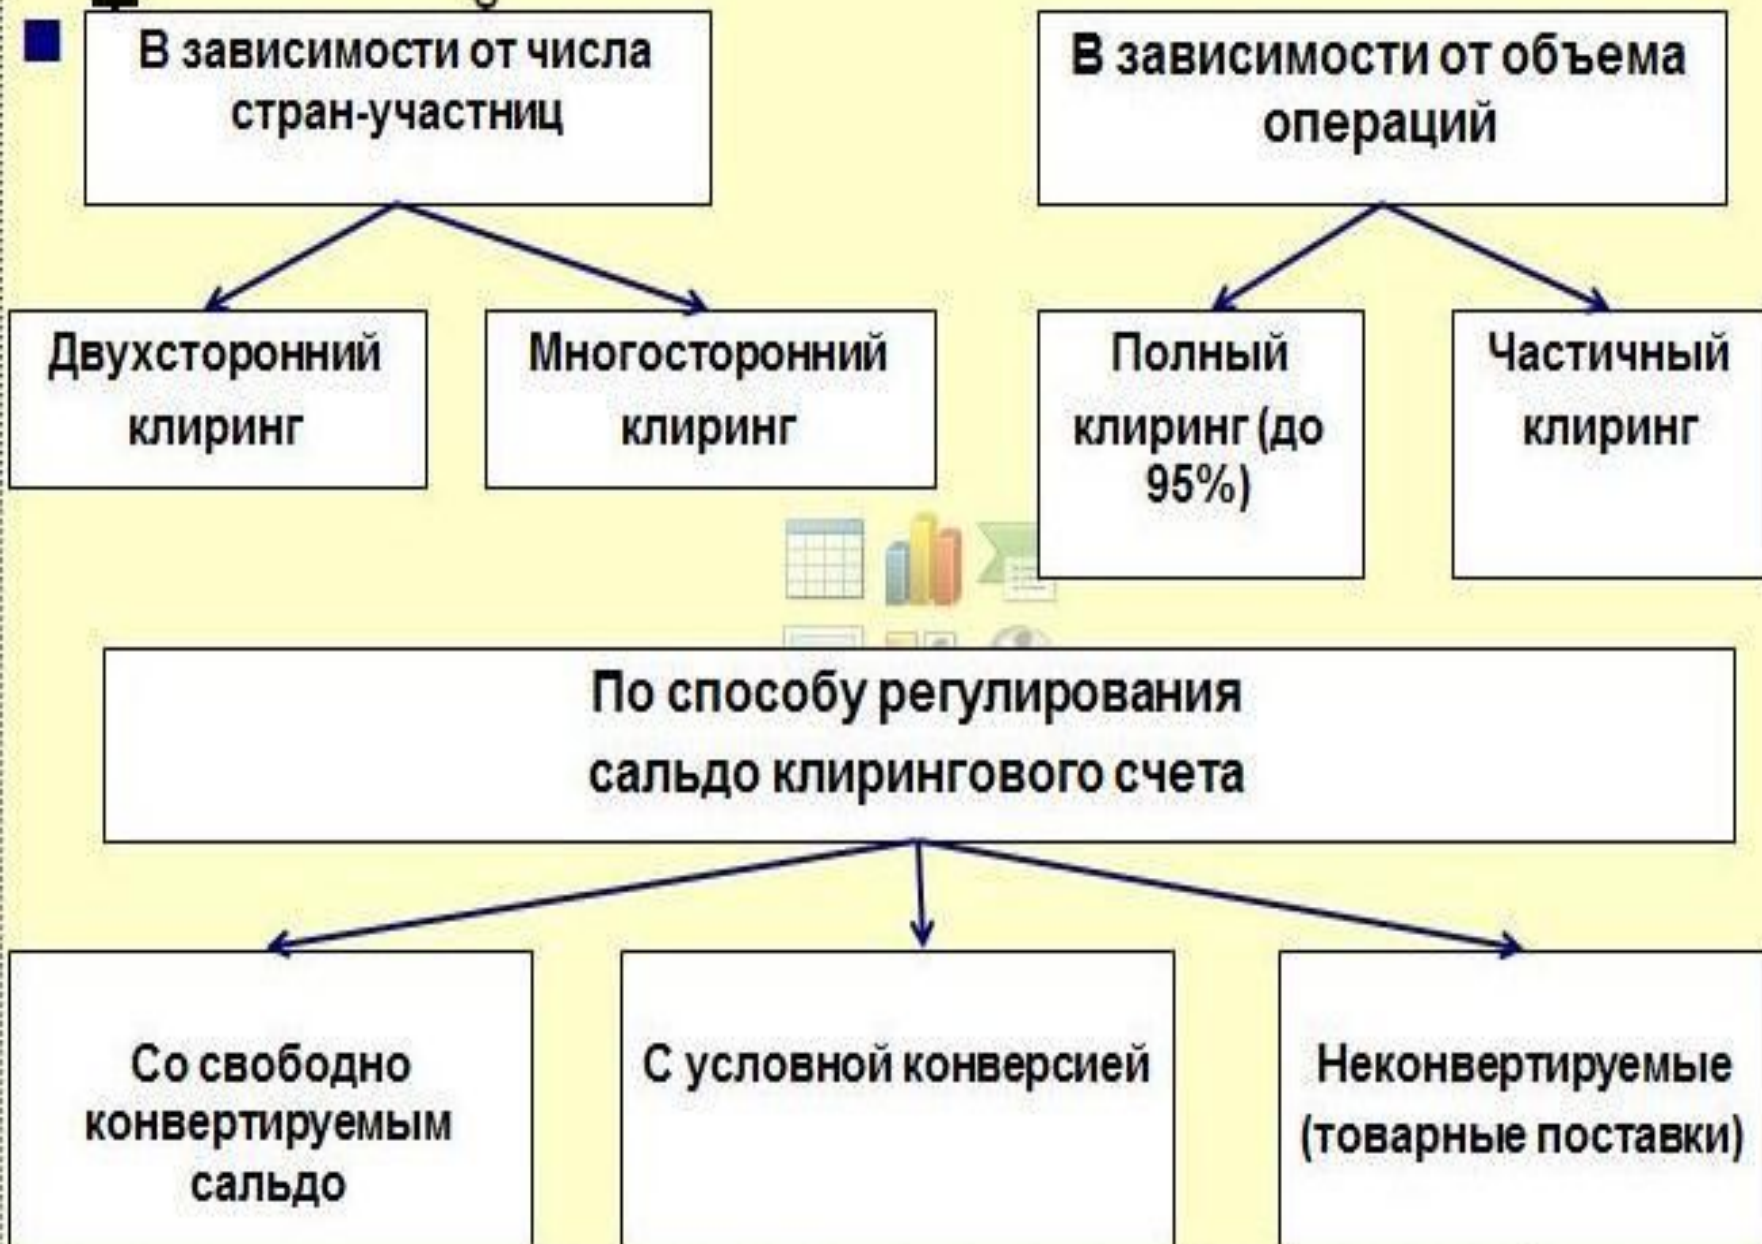 В зависимости от числа
стран-участниц
В зависимости от объема
операций
Двухсторонний
клиринг
Многосторонний
клиринг
Полный
клиринг (до
95%)
Частичный
клиринг
По способу регулирования
сальдо клирингового счета
Со свободно
конвертируемым
сальдо
С условной конверсией
Неконвертируемые
(товарные поставки)